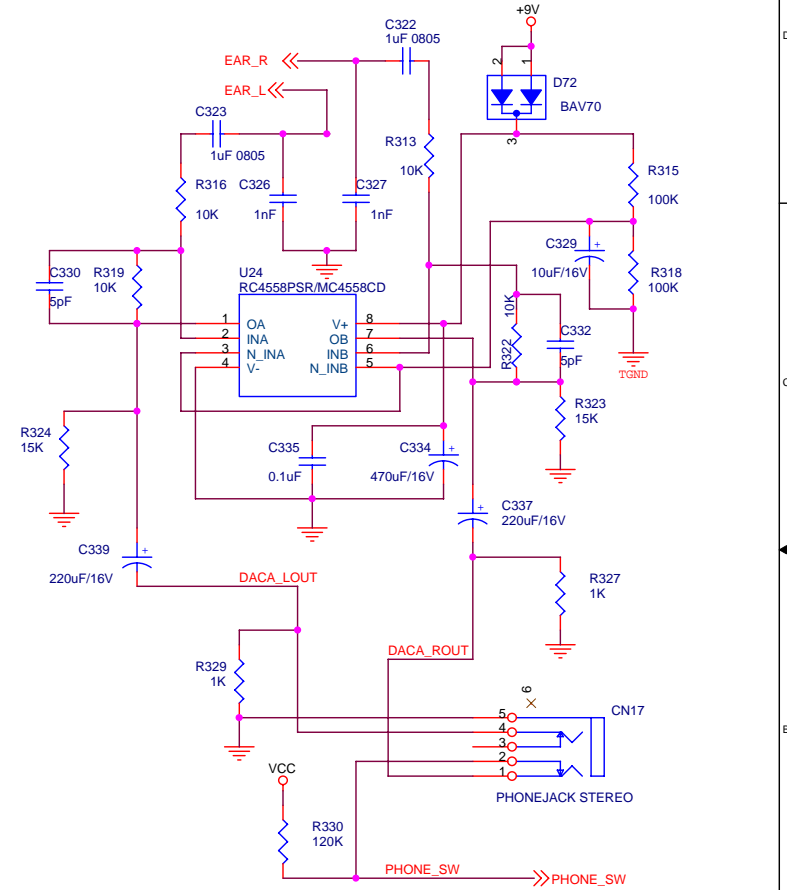 +9V
D
C322
1uF 0805
EAR_R
EAR_L
2
1
D72
BAV70
3
C323
1uF 0805
R313
10K
R316
10K
C326
1nF
C327
1nF
R315
100K
C329
+
10uF/16V
R318
100K
C330
5pF
R319
10K
U24
RC4558PSR/MC4558CD
10K
R322
C332
5pF
TGND
1 OA V+ 8
2 INA OB 7
3 N_INA INB 6
4 V- N_INB 5
C
R323
15K
R324
15K
C335
0.1uF
C334
+
470uF/16V
C337
+
220uF/16V
C339
+
220uF/16V
DACA_LOUT
R327
1K
DACA_ROUT
R329
1K
6
CN17
5
4
3
2
1
B
PHONEJACK STEREO
VCC
R330
120K
PHONE_SW
PHONE_SW